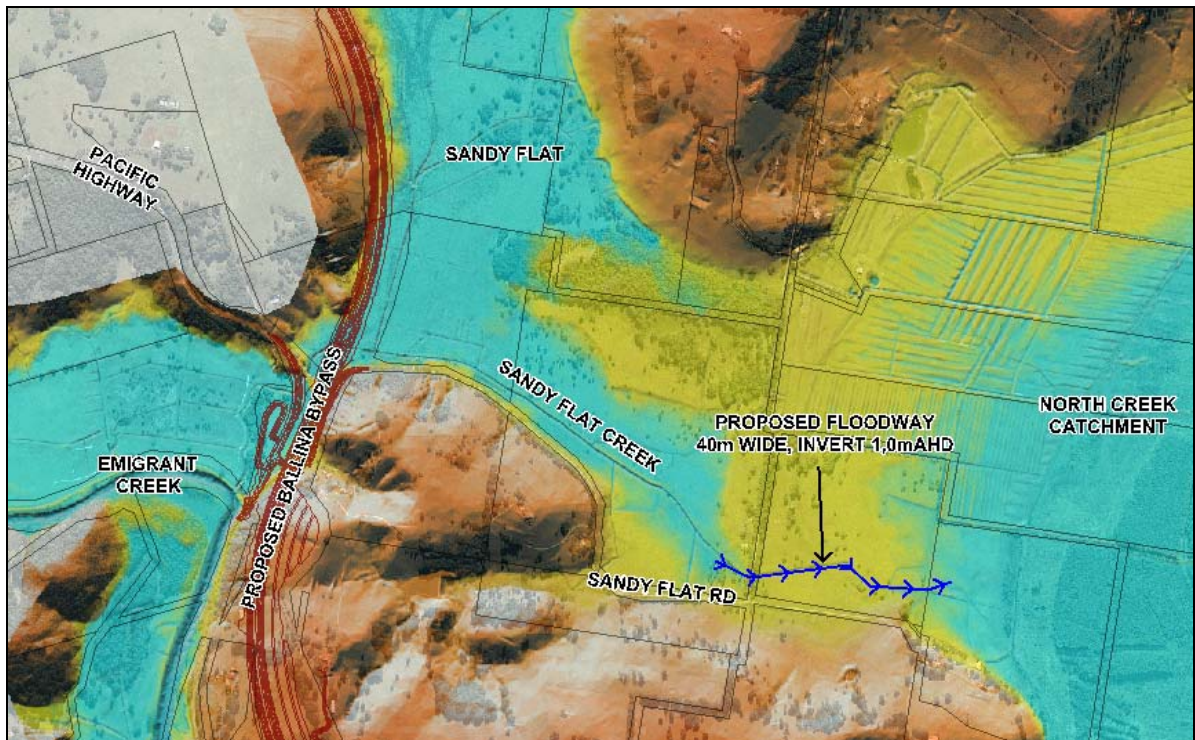 PACIFIC
HIGHWAY
SANDY FLAT
PROPOSED BALLINA BYPASS
SANDY FLAT CREEK
PROPOSED FLOODWAY
40m WIDE, INVERT 1,0mAHD
NORTH CREEK
CATCHMENT
EMIGRANT
CREEK
SANDY FLAT RD